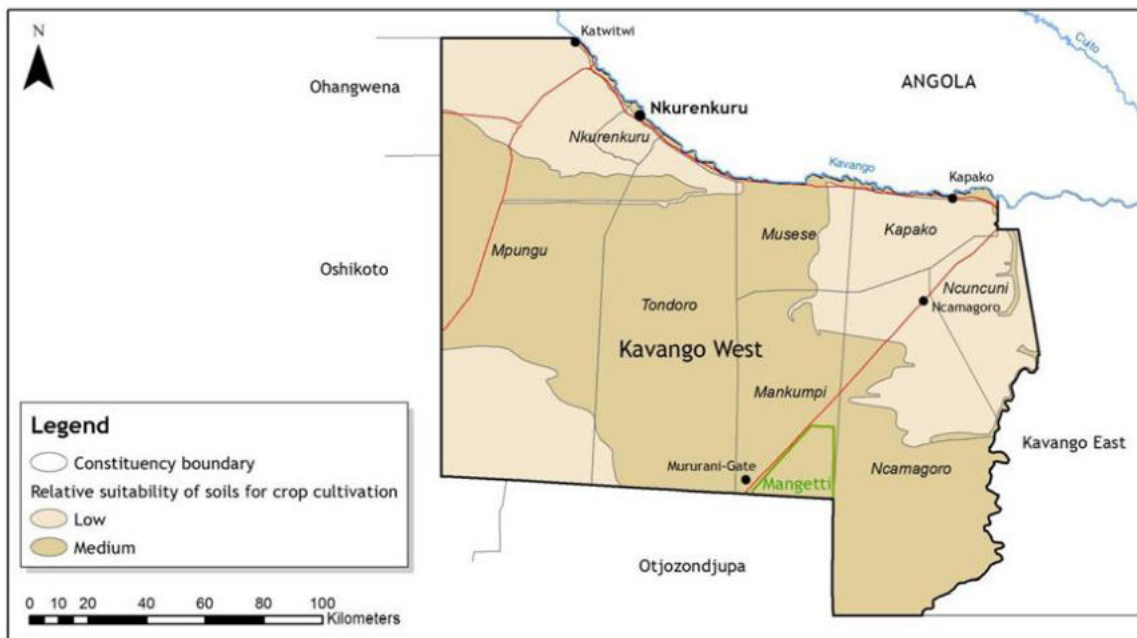 N
Katwitwi
Cuito
Ohangwena
ANGOLA
Nkurenkuru
Nkurenkuru
Kavango
Kapako
Musese
Kapako
Mpungu
Oshikoto
Tondoro
Ncuncuni
Ncamagoro
Kavango West
Mankumpi
Kavango East
Mururani-Gate
Mangetti
Ncamagoro
Otjozondjupa
Legend
Constituency boundary
Relative suitability of soils for crop cultivation
Low
Medium
0 5 10 20 40 60 80 100
Kilometers